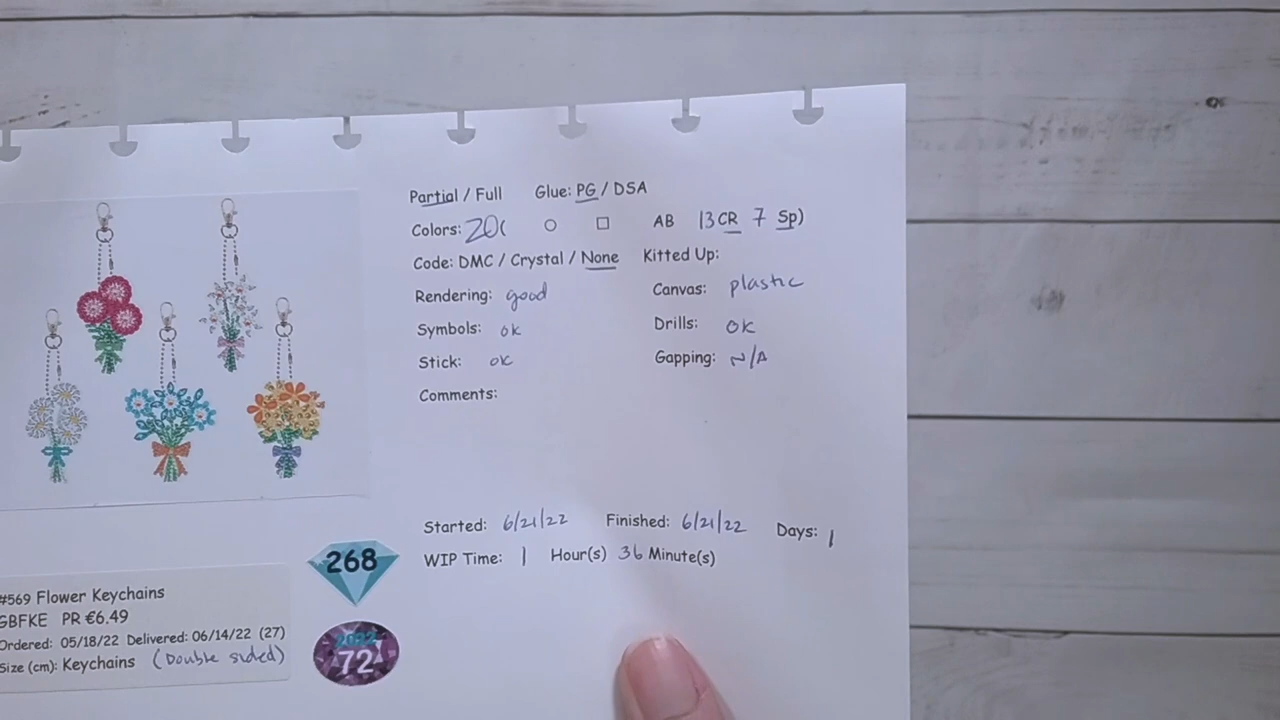 Partial / Full Glue: PG / DSA
Colors: 20( ○ □ AB 13 CR 7 Sp)
Code: DMC / Crystal / None Kitted Up:
Rendering: good Canvas: plastic
Symbols: ok Drills: ok
Stick: ok Gapping: N/A
Comments:
Started: 6/21/22 Finished: 6/21/22 Days: 1
WIP Time: 1 Hour(s) 36 Minute(s)
268
2022
72
#569 Flower Keychains
GBFKE PR €6.49
Ordered: 05/18/22 Delivered: 06/14/22 (27)
Size (cm): Keychains (Double sided)